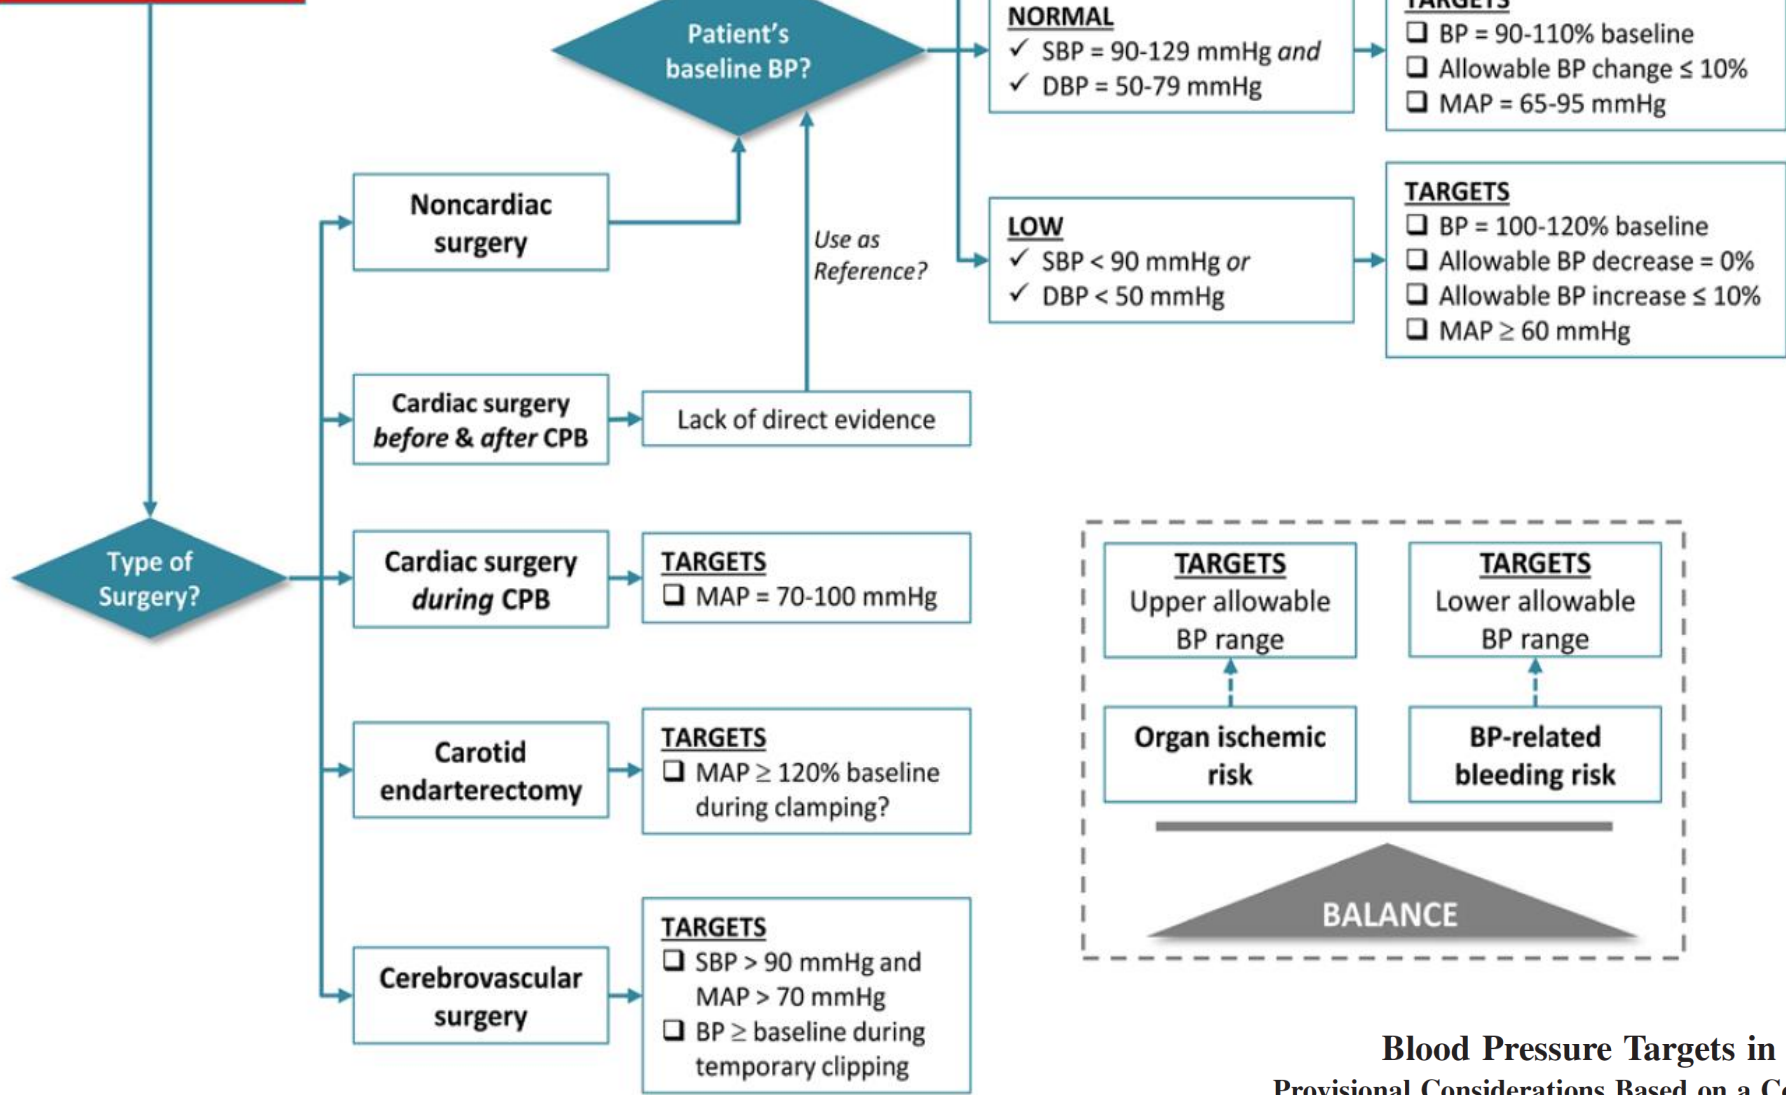 Patient's
baseline BP?
NORMAL
✓ SBP = 90-129 mmHg and
✓ DBP = 50-79 mmHg
TARGETS
❑ BP = 90-110% baseline
❑ Allowable BP change ≤ 10%
❑ MAP = 65-95 mmHg
Noncardiac
surgery
Use as
Reference?
LOW
✓ SBP < 90 mmHg or
✓ DBP < 50 mmHg
TARGETS
❑ BP = 100-120% baseline
❑ Allowable BP decrease = 0%
❑ Allowable BP increase ≤ 10%
❑ MAP ≥ 60 mmHg
Cardiac surgery
before & after CPB
Lack of direct evidence
Type of
Surgery?
Cardiac surgery
during CPB
TARGETS
❑ MAP = 70-100 mmHg
Carotid
endarterectomy
TARGETS
❑ MAP ≥ 120% baseline
during clamping?
Cerebrovascular
surgery
TARGETS
❑ SBP > 90 mmHg and
MAP > 70 mmHg
❑ BP ≥ baseline during
temporary clipping
TARGETS
Upper allowable
BP range
TARGETS
Lower allowable
BP range
Organ ischemic
risk
BP-related
bleeding risk
BALANCE
Blood Pressure Targets in
Provisional Considerations Based on a